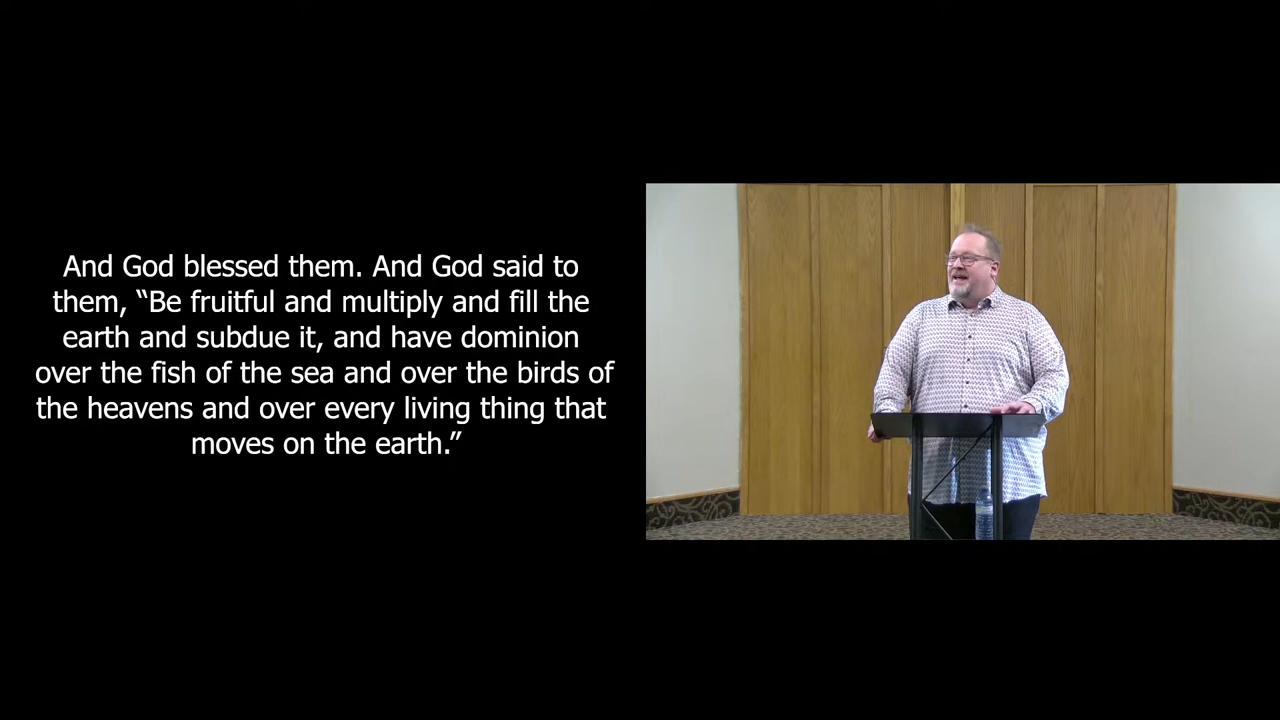 And God blessed them. And God said to
them, “Be fruitful and multiply and fill the
earth and subdue it, and have dominion
over the fish of the sea and over the birds of
the heavens and over every living thing that
moves on the earth.”